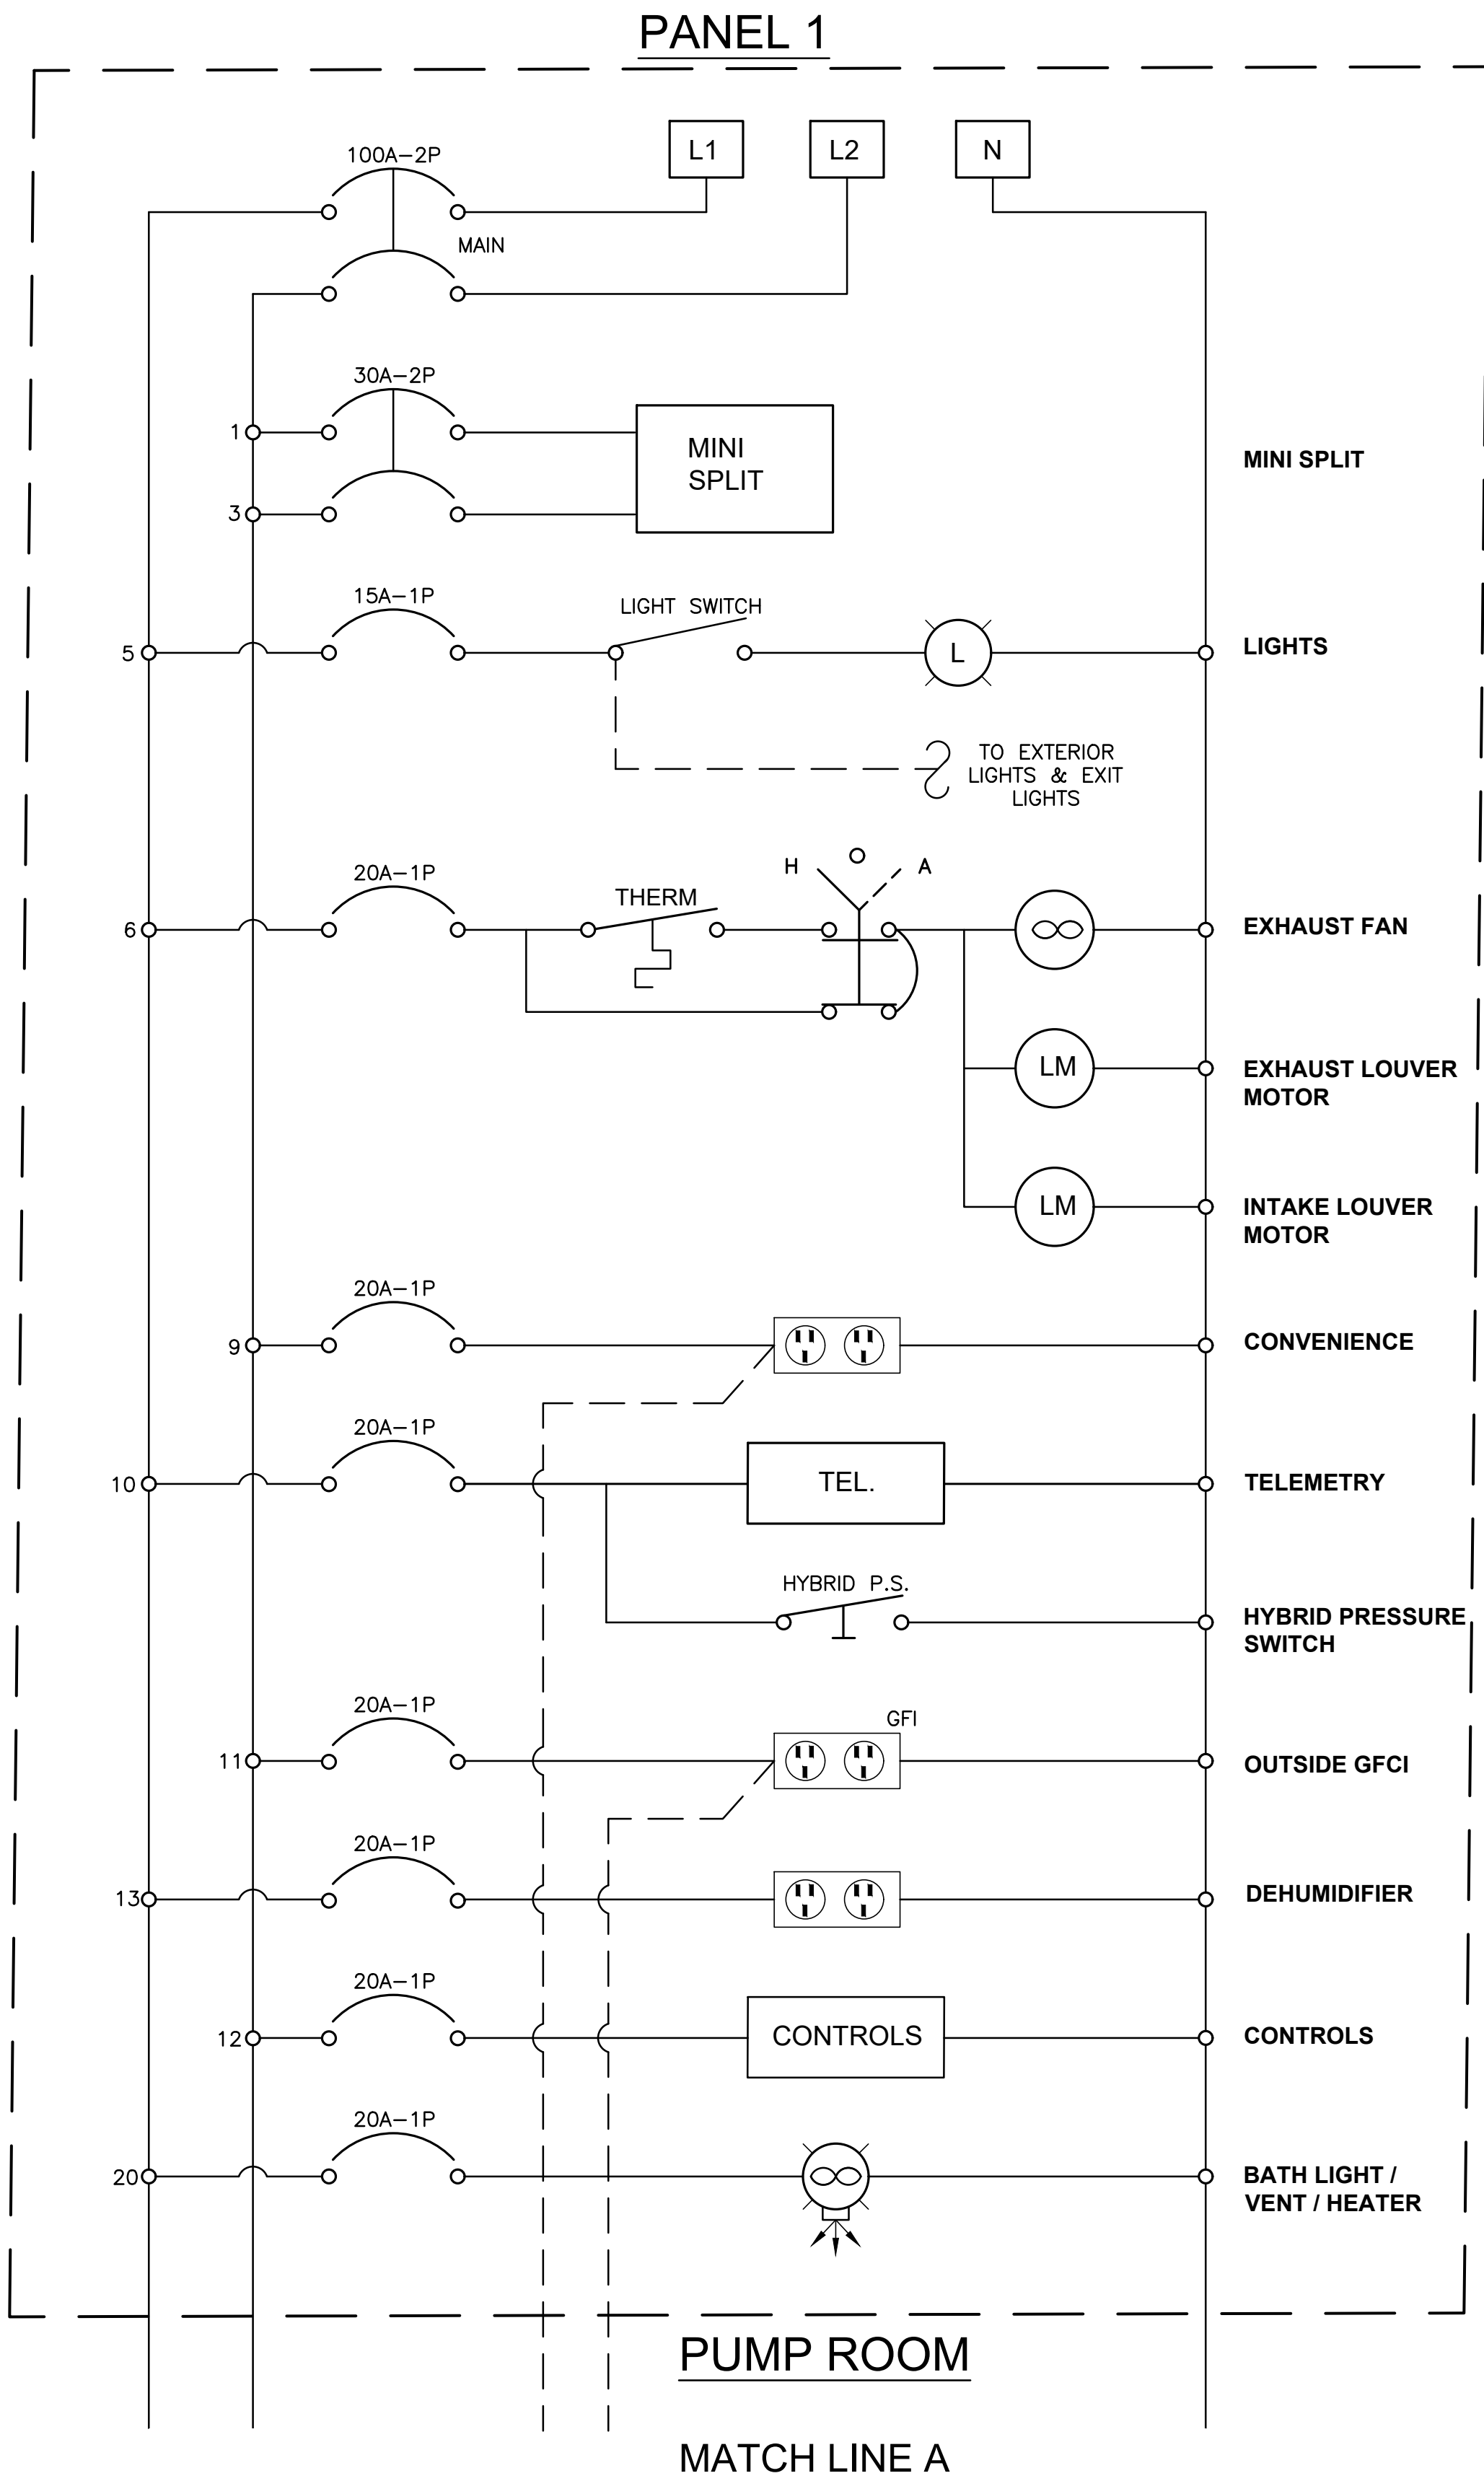 PANEL 1
L1
L2
N
100A-2P
MAIN
30A-2P
1
MINI
SPLIT
MINI SPLIT
3
15A-1P
LIGHT SWITCH
5
L
LIGHTS
TO EXTERIOR
LIGHTS & EXIT
LIGHTS
20A-1P
THERM
H
A
6
EXHAUST FAN
LM
EXHAUST LOUVER
MOTOR
LM
INTAKE LOUVER
MOTOR
20A-1P
9
CONVENIENCE
20A-1P
10
TEL.
TELEMETRY
HYBRID P.S.
HYBRID PRESSURE
SWITCH
20A-1P
GFI
11
OUTSIDE GFCI
20A-1P
13
DEHUMIDIFIER
20A-1P
12
CONTROLS
CONTROLS
20A-1P
20
BATH LIGHT /
VENT / HEATER
PUMP ROOM
MATCH LINE A